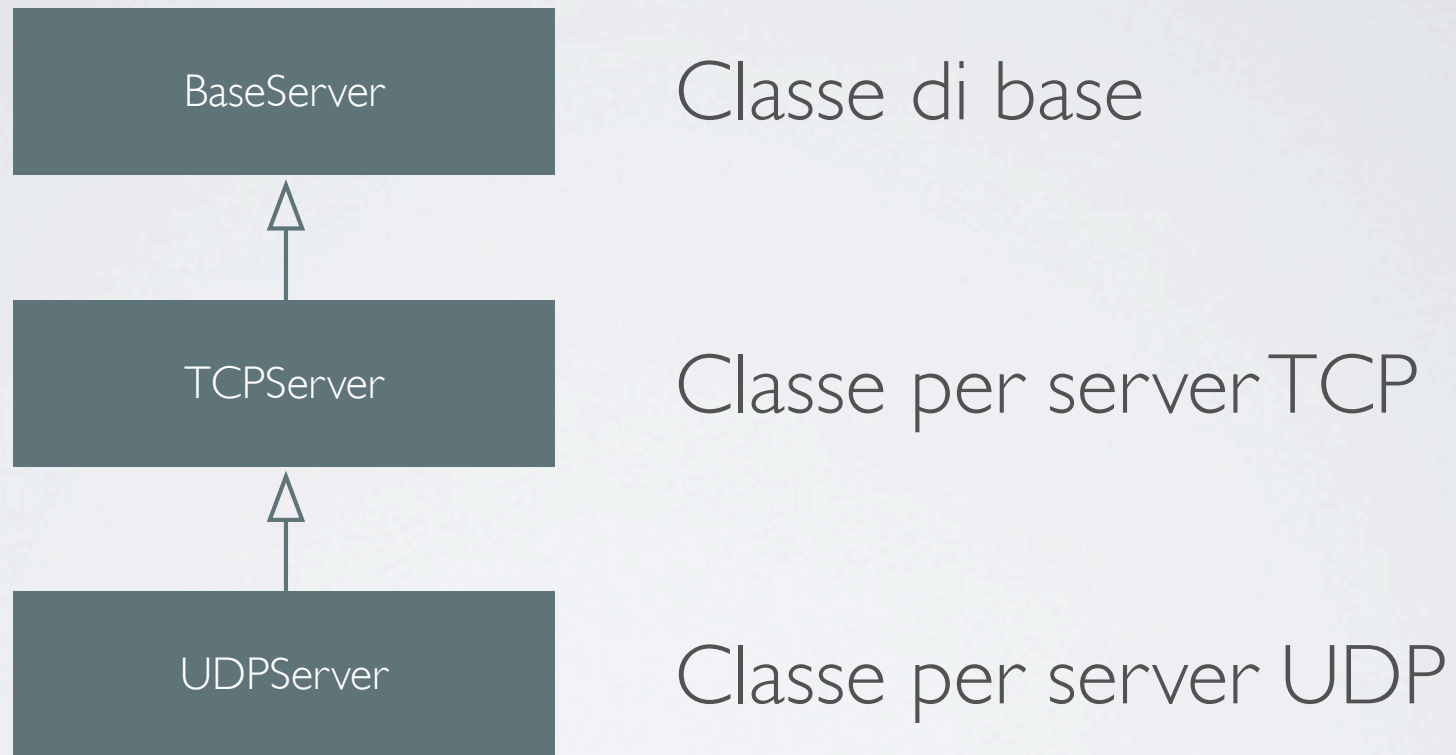 BaseServer
Classe di base
TCPServer
Classe per server TCP
UDPServer
Classe per server UDP